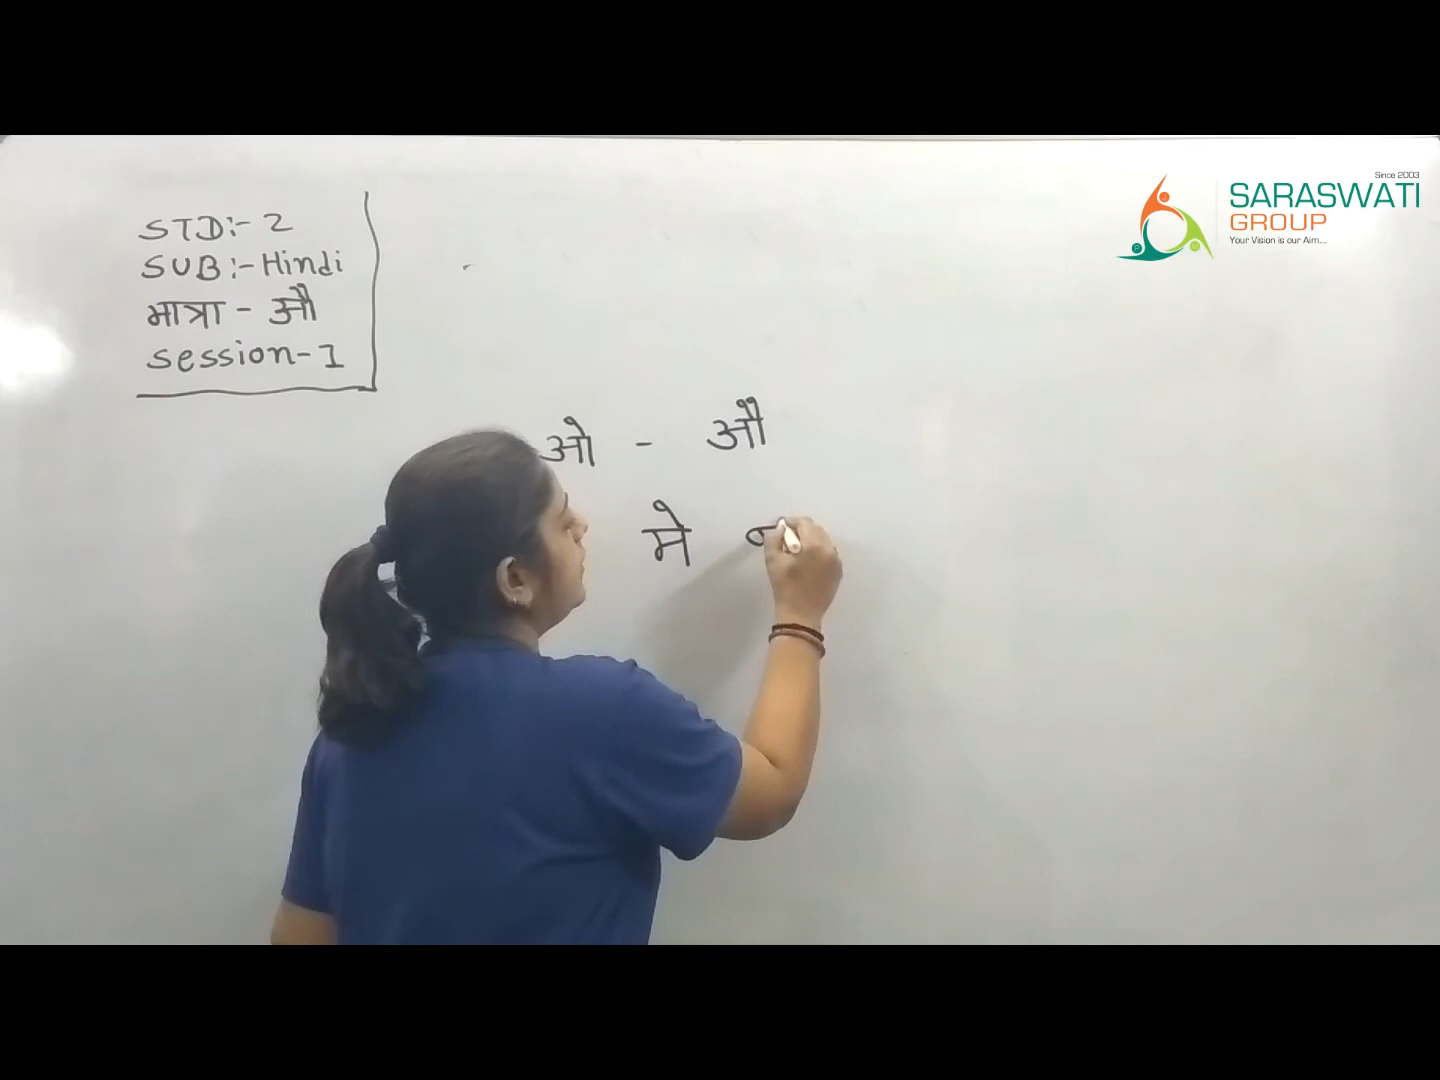 STD:- 2
SUB:- Hindi
मात्रा - औ
session-1
ओ - औ
मे
Since 2003
SARASWATI
GROUP
Your Vision is our Aim...